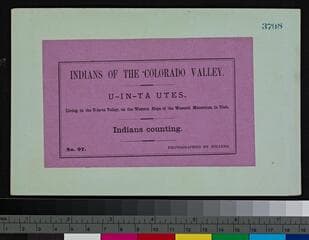 3798
INDIANS OF THE COLORADO VALLEY.
U-IN-TA UTES,
Living in the Uinta Valley, on the Western Slope of the Wasatch Mountains in Utah.
Indians counting.
No. 97.
PHOTOGRAPHED BY HILLERS.